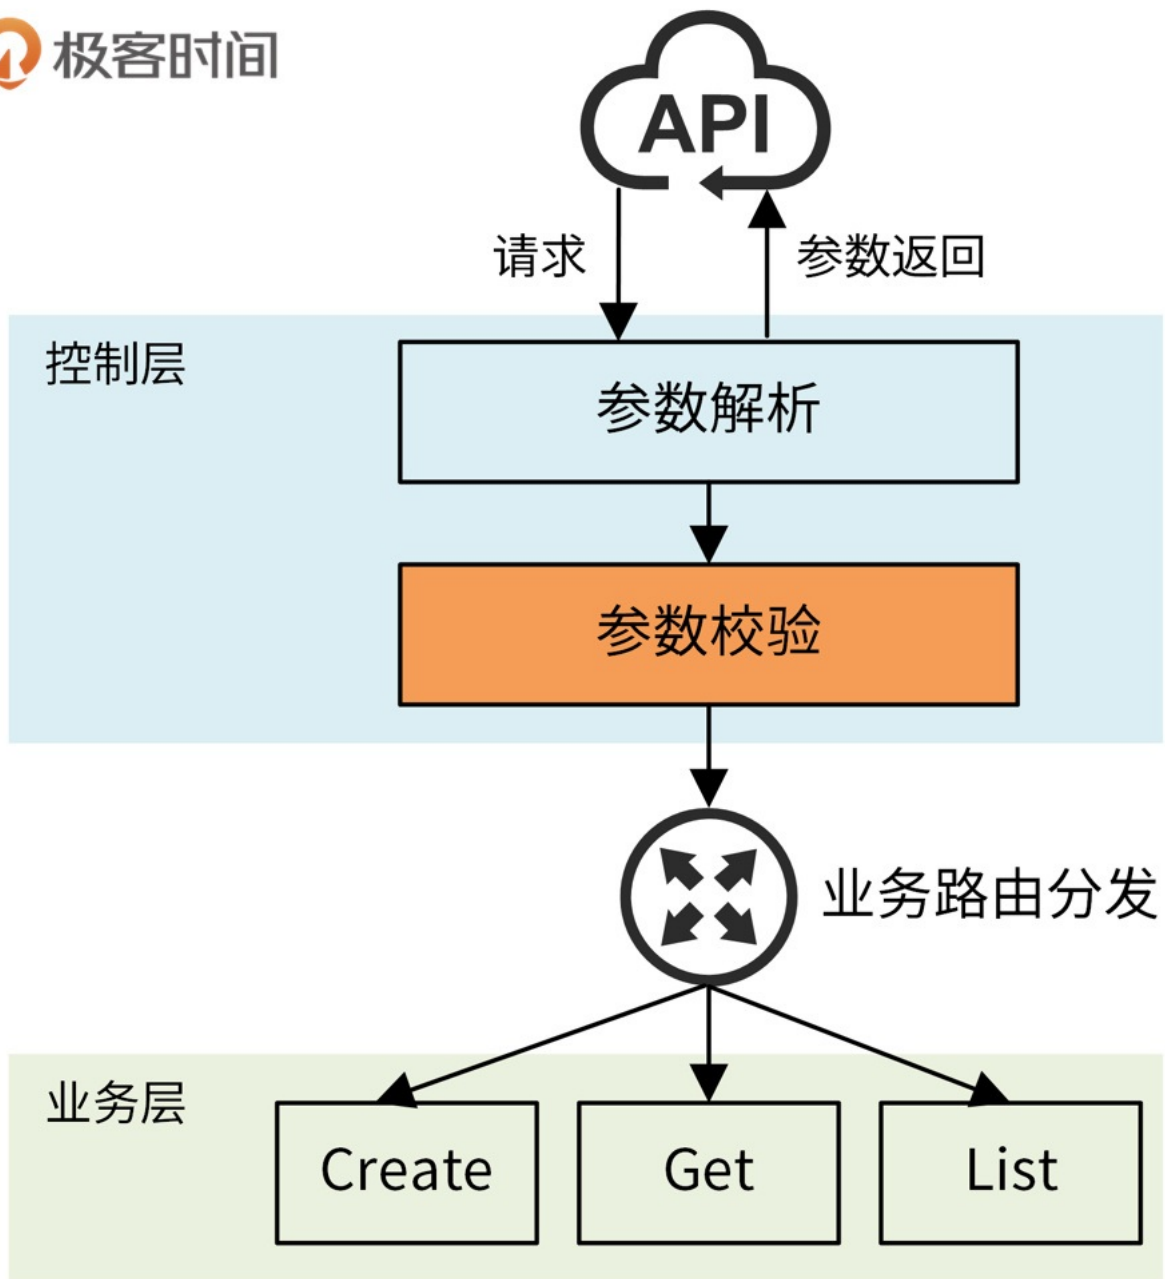 极客时间
API
请求
参数返回
控制层
参数解析
参数校验
业务路由分发
业务层
Create
Get
List